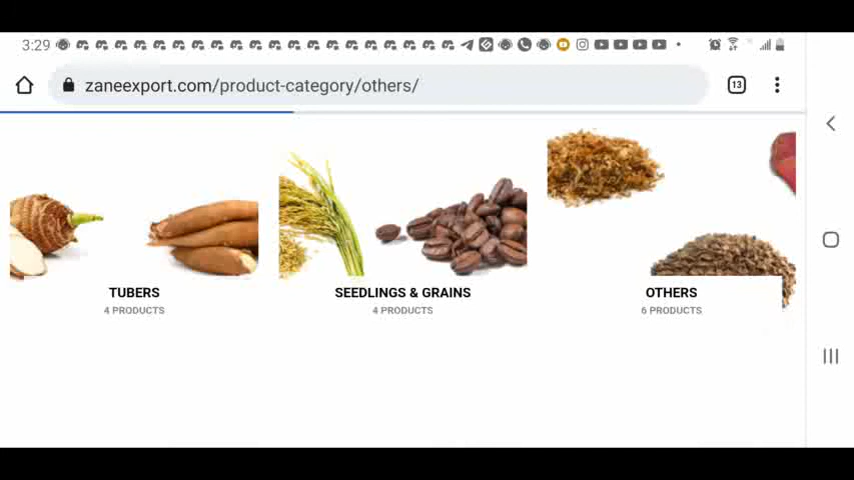 3:29
zaneexport.com/product-category/others/
13
TUBERS
4 PRODUCTS
SEEDLINGS & GRAINS
4 PRODUCTS
OTHERS
6 PRODUCTS